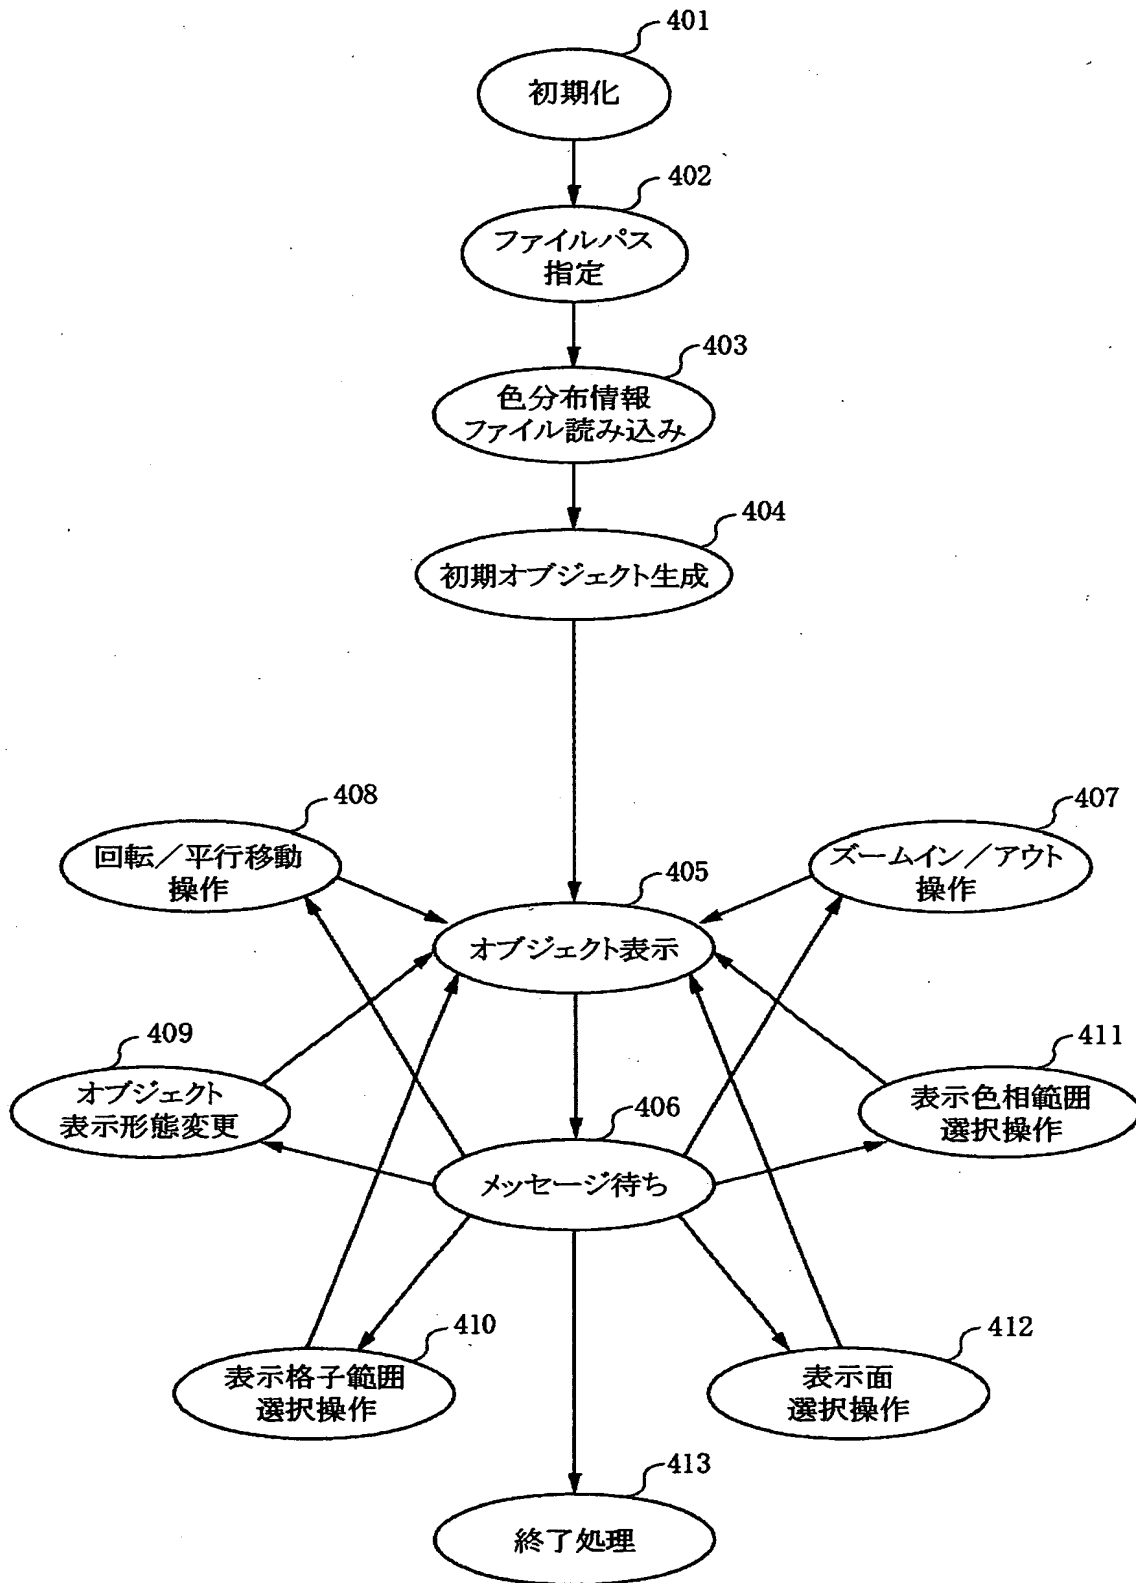 401
初期化
402
ファイルパス
指定
403
色分布情報
ファイル読み込み
404
初期オブジェクト生成
408
回転／平行移動
操作
407
ズームイン／アウト
操作
405
オブジェクト表示
409
オブジェクト
表示形態変更
411
表示色相範囲
選択操作
406
メッセージ待ち
410
表示格子範囲
選択操作
412
表示面
選択操作
413
終了処理